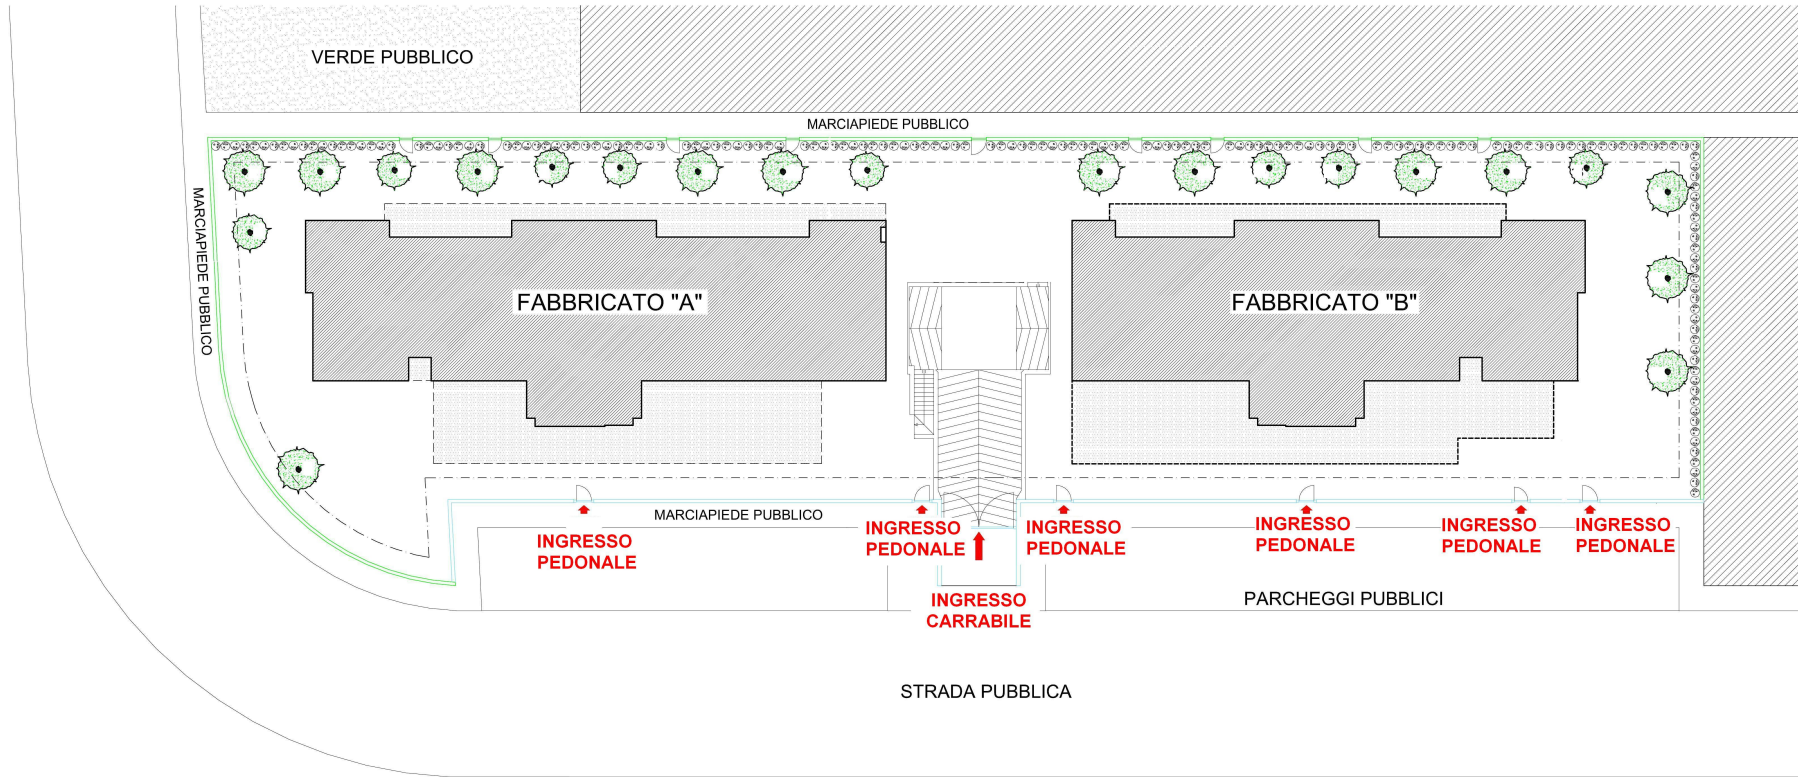 VERDE PUBBLICO
MARCIAPIEDE PUBBLICO
MARCIAPIEDE PUBBLICO
FABBRICATO "A"
FABBRICATO "B"
MARCIAPIEDE PUBBLICO
INGRESSO
PEDONALE
INGRESSO
PEDONALE
INGRESSO
PEDONALE
INGRESSO
PEDONALE
INGRESSO
PEDONALE
INGRESSO
PEDONALE
INGRESSO
CARRABILE
PARCHEGGI PUBBLICI
STRADA PUBBLICA